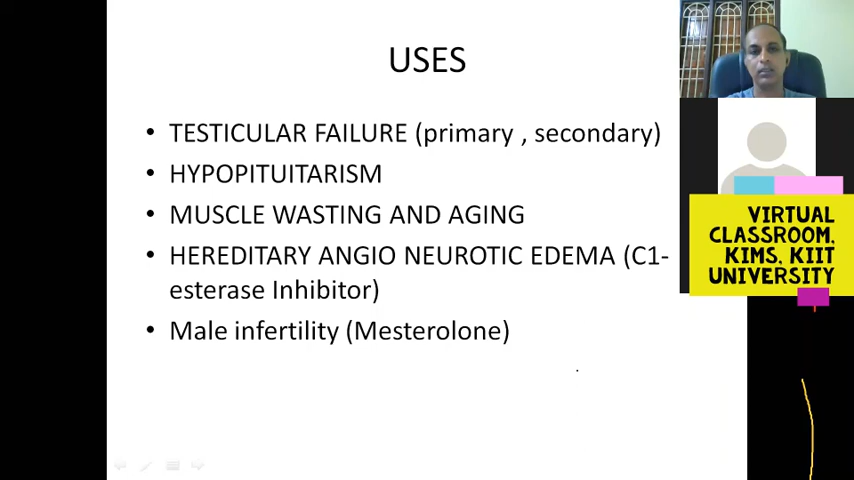 USES
• TESTICULAR FAILURE (primary , secondary)
• HYPOPITUITARISM
• MUSCLE WASTING AND AGING
• HEREDITARY ANGIO NEUROTIC EDEMA (C1-
esterase Inhibitor)
• Male infertility (Mesterolone)
VIRTUAL
CLASSROOM,
KIMS, KIIT
UNIVERSITY